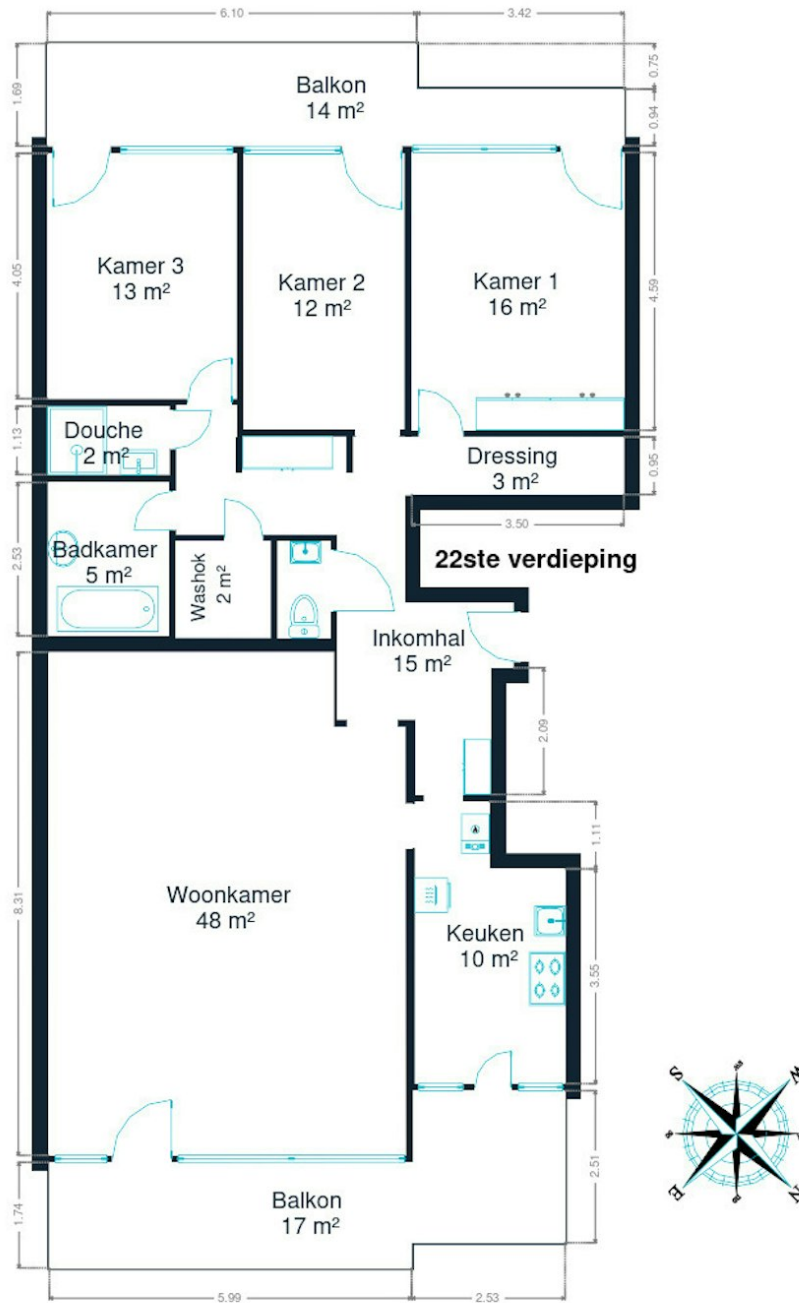 6.10
3.42
1.69
0.75
0.94
Balkon
14 m²
4.05
Kamer 3
13 m²
Kamer 2
12 m²
Kamer 1
16 m²
4.59
1.13
Douche
2 m²
Dressing
3 m²
0.95
3.50
2.53
Badkamer
5 m²
Washok
2 m²
22ste verdieping
Inkomhal
15 m²
2.09
1.11
8.31
Woonkamer
48 m²
Keuken
10 m²
3.55
S
W
E
N
2.51
1.74
Balkon
17 m²
5.99
2.53